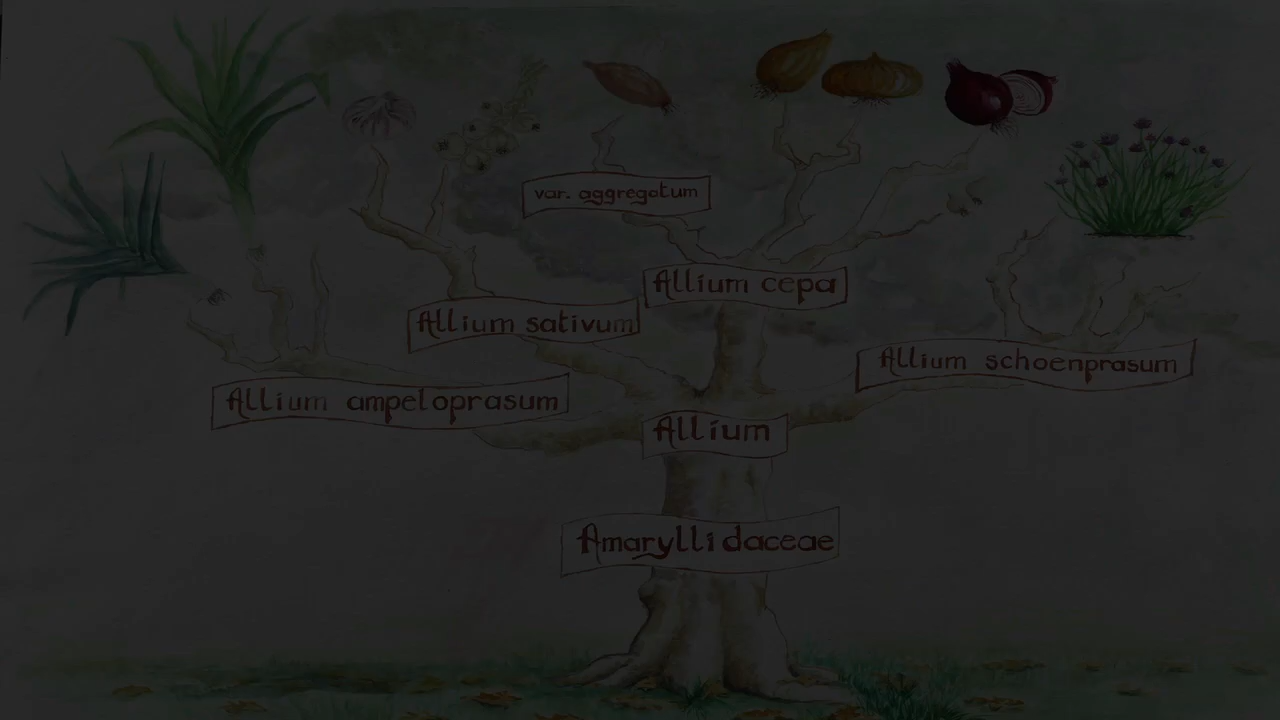 var. aggregatum
Allium cepa
Allium sativum
Allium schoenprasum
Allium ampeloprasum
Allium
Amaryllidaceae